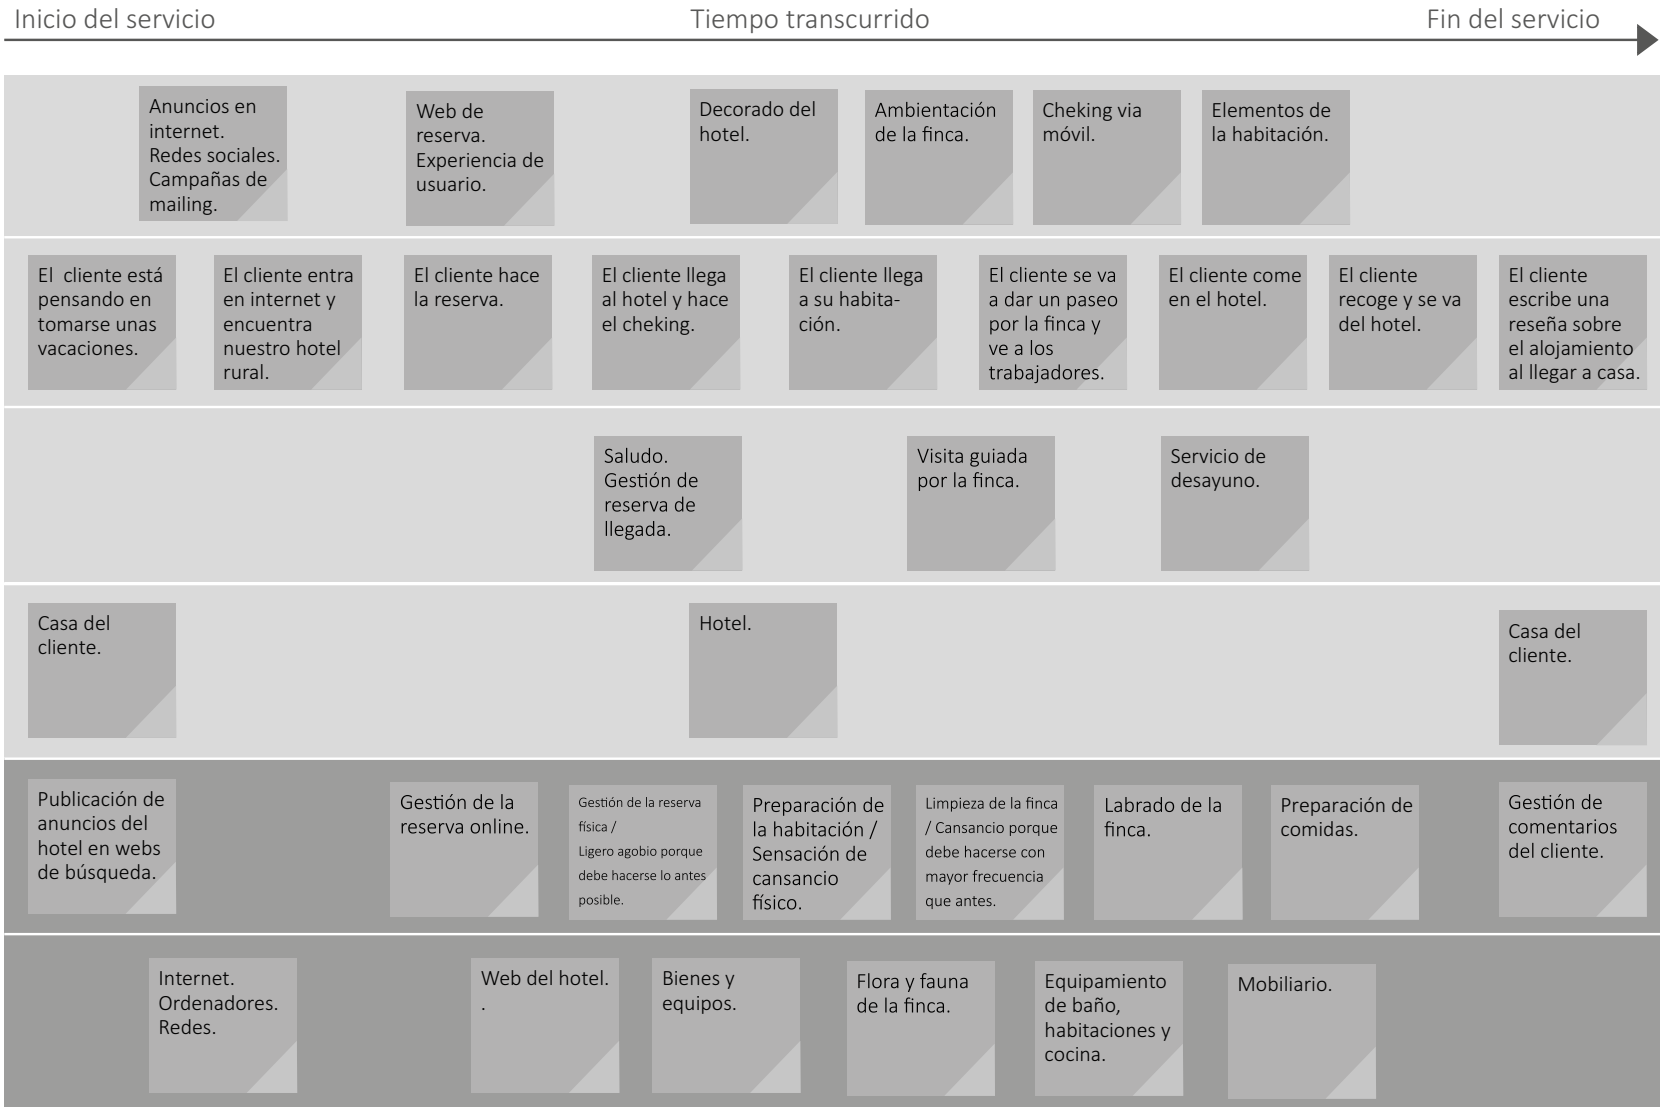 Inicio del servicio
Tiempo transcurrido
Fin del servicio
Anuncios en
internet.
Redes sociales.
Campañas de
mailing.
Web de
reserva.
Experiencia de
usuario.
Decorado del
hotel.
Ambientación
de la finca.
Cheking via
móvil.
Elementos de
la habitación.
El cliente está
pensando en
tomarse unas
vacaciones.
El cliente entra
en internet y
encuentra
nuestro hotel
rural.
El cliente hace
la reserva.
El cliente llega
al hotel y hace
el cheking.
El cliente llega
a su habita-
ción.
El cliente se va
a dar un paseo
por la finca y
ve a los
trabajadores.
El cliente come
en el hotel.
El cliente
recoge y se va
del hotel.
El cliente
escribe una
reseña sobre
el alojamiento
al llegar a casa.
Saludo.
Gestión de
reserva de
llegada.
Visita guiada
por la finca.
Servicio de
desayuno.
Casa del
cliente.
Hotel.
Casa del
cliente.
Publicación de
anuncios del
hotel en webs
de búsqueda.
Gestión de la
reserva online.
Gestión de la reserva
física /
Ligero agobio porque
debe hacerse lo antes
posible.
Preparación de
la habitación /
Sensación de
cansancio
físico.
Limpieza de la finca
/ Cansancio porque
debe hacerse con
mayor frecuencia
que antes.
Labrado de la
finca.
Preparación de
comidas.
Gestión de
comentarios
del cliente.
Internet.
Ordenadores.
Redes.
Web del hotel.
.
Bienes y
equipos.
Flora y fauna
de la finca.
Equipamiento
de baño,
habitaciones y
cocina.
Mobiliario.